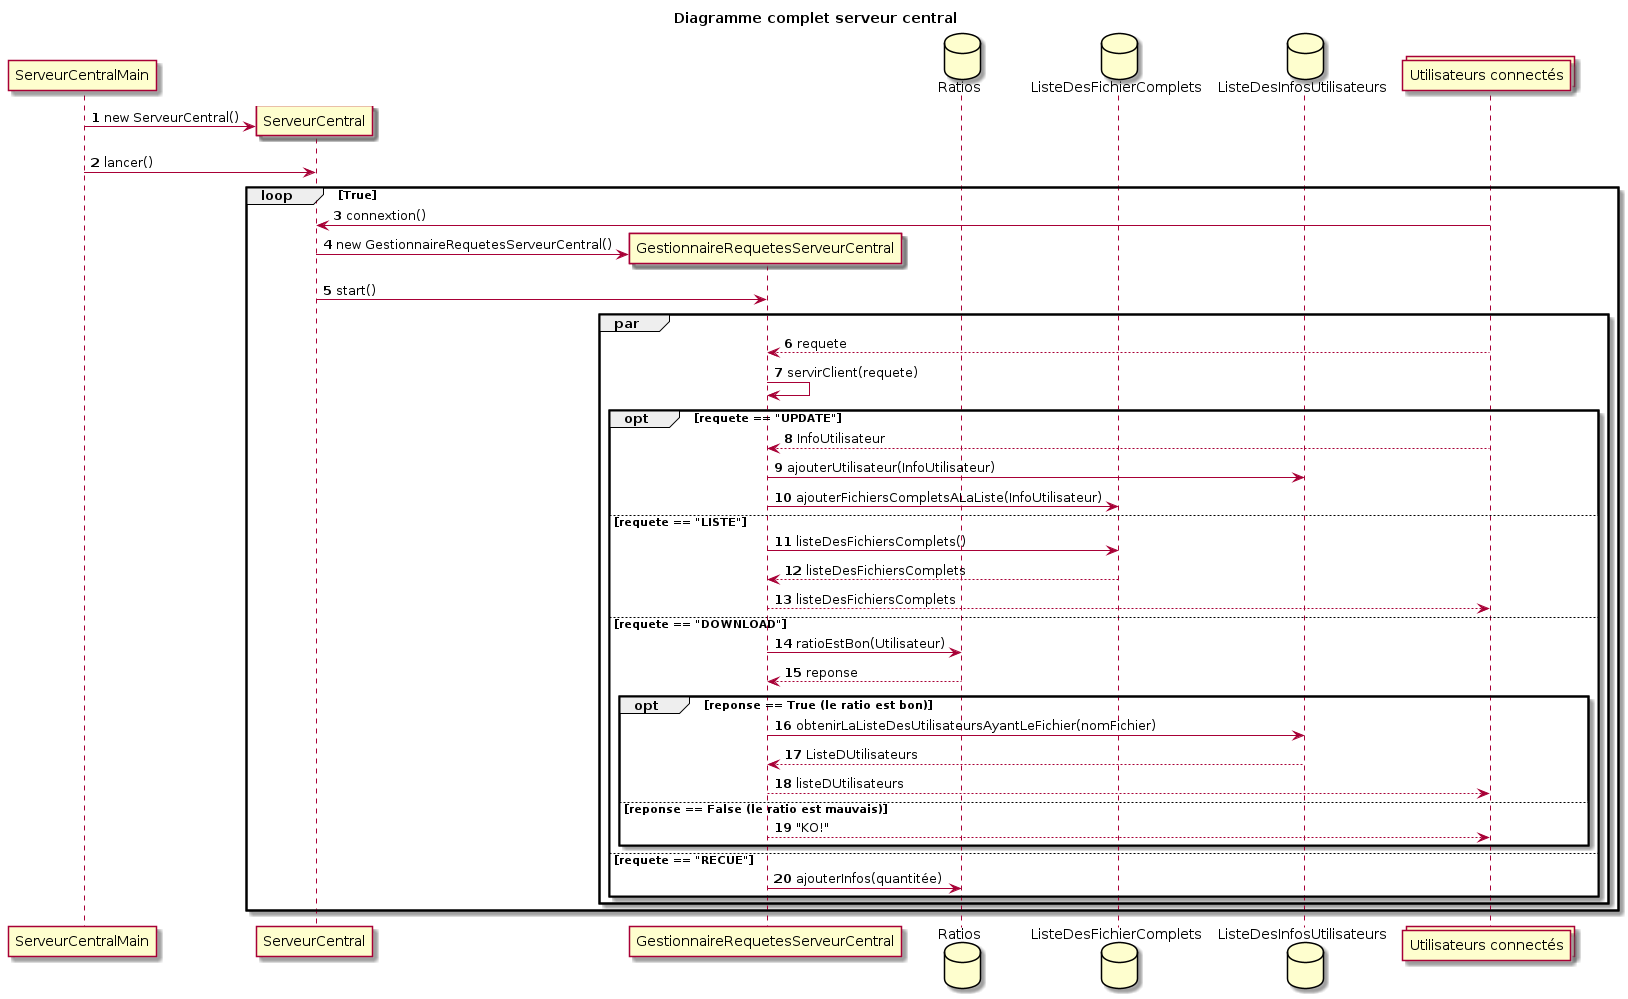 Diagramme complet serveur central
ServeurCentralMain
Ratios
ListeDesFichierComplets
ListeDesInfosUtilisateurs
Utilisateurs connectés
1 new ServeurCentral()
ServeurCentral
2 lancer()
loop [True]
3 connextion()
4 new GestionnaireRequetesServeurCentral()
GestionnaireRequetesServeurCentral
5 start()
par
6 requete
7 servirClient(requete)
opt [requete == "UPDATE"]
8 InfoUtilisateur
9 ajouterUtilisateur(InfoUtilisateur)
10 ajouterFichiersCompletsALaListe(InfoUtilisateur)
[requete == "LISTE"]
11 listeDesFichiersComplets()
12 listeDesFichiersComplets
13 listeDesFichiersComplets
[requete == "DOWNLOAD"]
14 ratioEstBon(Utilisateur)
15 reponse
opt [reponse == True (le ratio est bon)]
16 obtenirLaListeDesUtilisateursAyantLeFichier(nomFichier)
17 ListeDUtilisateurs
18 listeDUtilisateurs
[reponse == False (le ratio est mauvais)]
19 "KO!"
[requete == "RECUE"]
20 ajouterInfos(quantitée)
ServeurCentralMain
ServeurCentral
GestionnaireRequetesServeurCentral
Ratios
ListeDesFichierComplets
ListeDesInfosUtilisateurs
Utilisateurs connectés